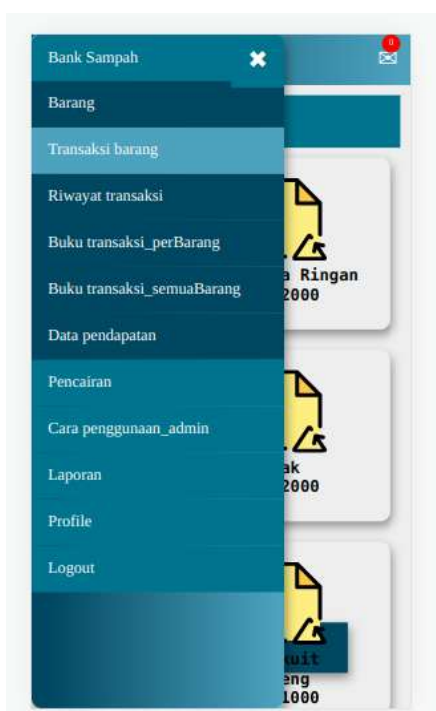 Bank Sampah
0
Barang
Transaksi barang
Riwayat transaksi
Ringan
2000
Buku transaksi_perBarang
Buku transaksi_semuaBarang
Data pendapatan
Pencairan
Cara penggunaan_admin
Laporan
ak
2000
Profile
Logout
uit
eng
1000